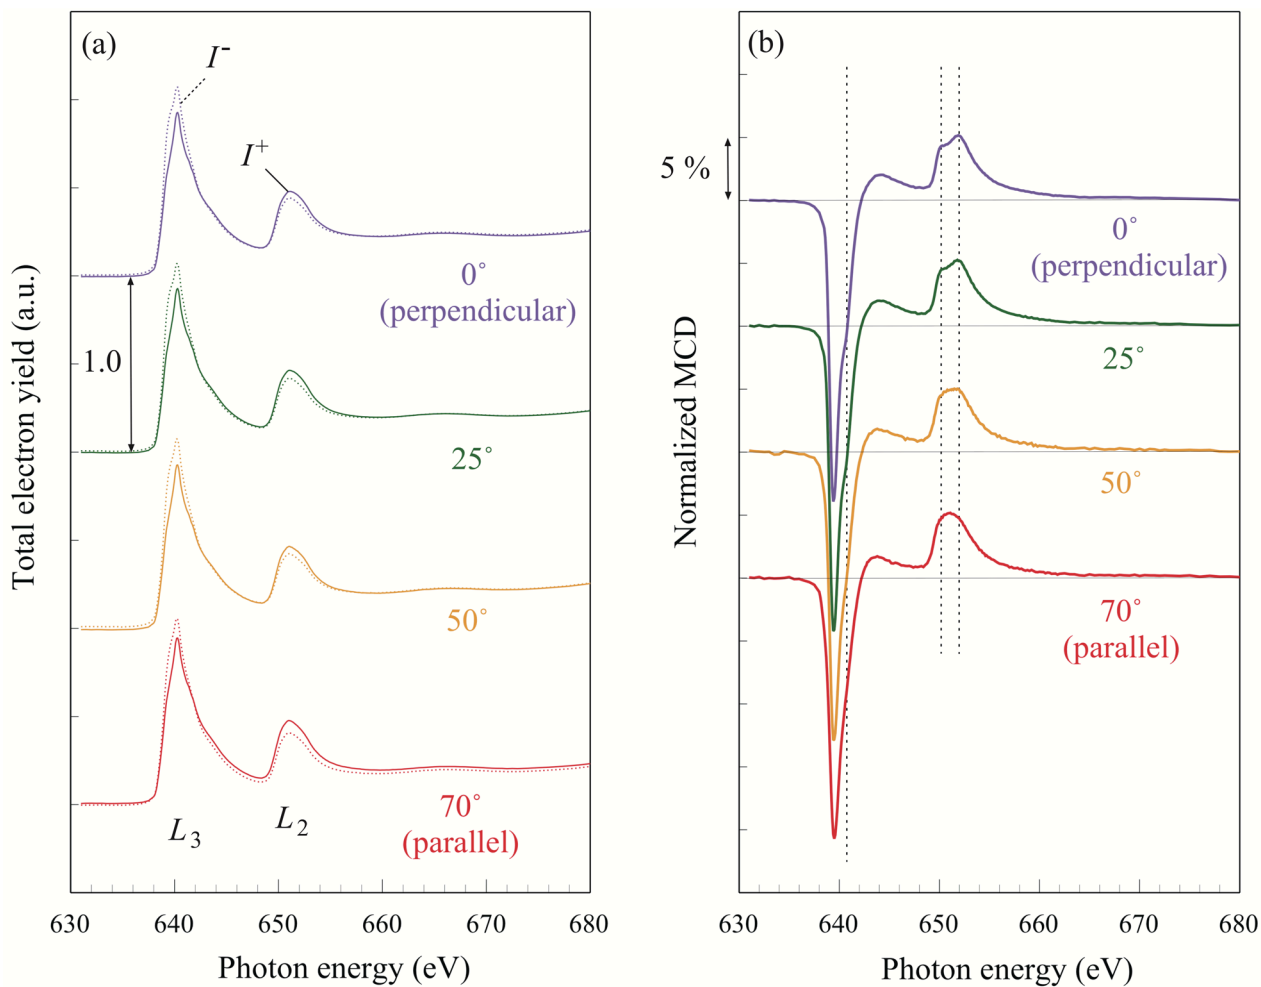 (a)
I⁻
I⁺
0°
(perpendicular)
1.0
25°
50°
70°
(parallel)
L₃
L₂
Total electron yield (a.u.)
630 640 650 660 670 680
Photon energy (eV)
(b)
5 %
0°
(perpendicular)
25°
50°
70°
(parallel)
Normalized MCD
630 640 650 660 670 680
Photon energy (eV)